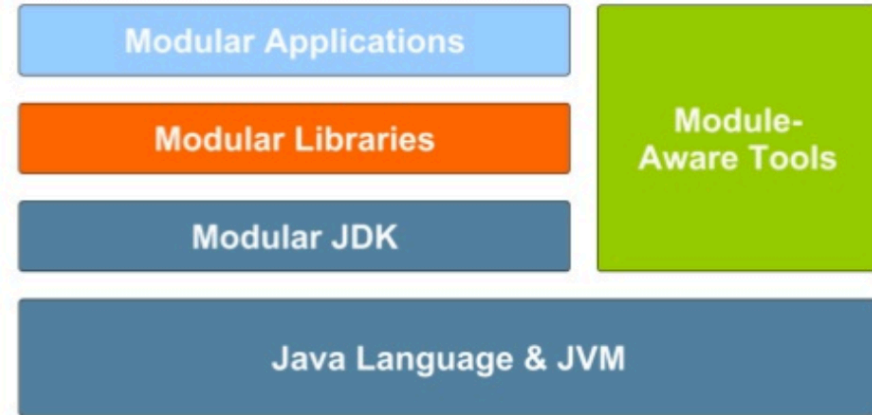 Modular Applications
Modular Libraries
Modular JDK
Module-
Aware Tools
Java Language & JVM